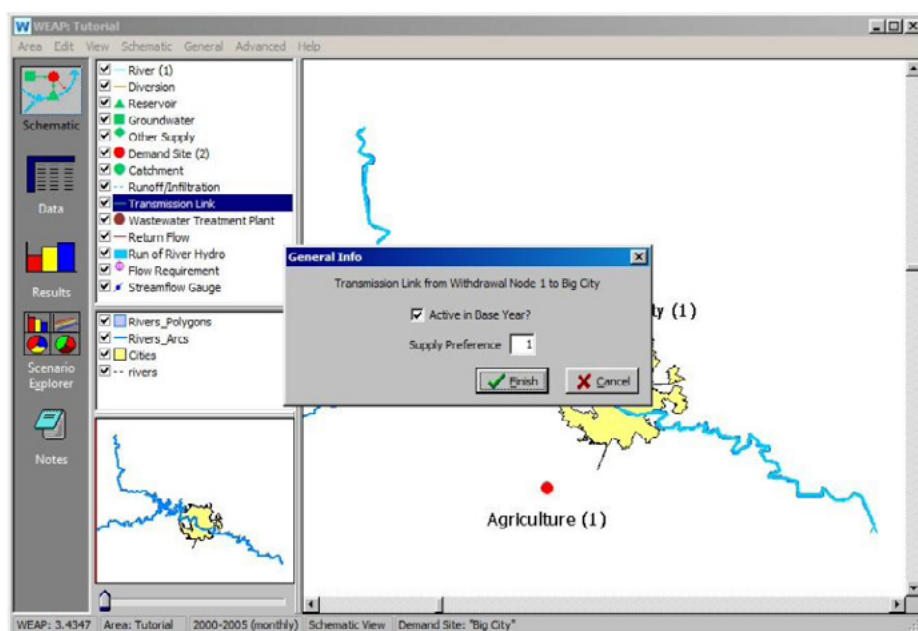 WEAP: Tutorial
Area Edit View Schematic General Advanced Help
Schematic
Data
Results
Scenario
Explorer
Notes
River (1)
Diversion
Reservoir
Groundwater
Other Supply
Demand Site (2)
Catchment
Runoff/Infiltration
Transmission Link
Wastewater Treatment Plant
Return Flow
Run of River Hydro
Flow Requirement
Streamflow Gauge
Rivers_Polygons
Rivers_Arcs
Cities
rivers
General Info
Transmission Link from Withdrawal Node 1 to Big City
Active in Base Year?
Supply Preference 1
Finish Cancel
ty (1)
Agriculture (1)
WEAP: 3.4347 Area: Tutorial 2000-2005 (monthly) Schematic View Demand Site: "Big City"